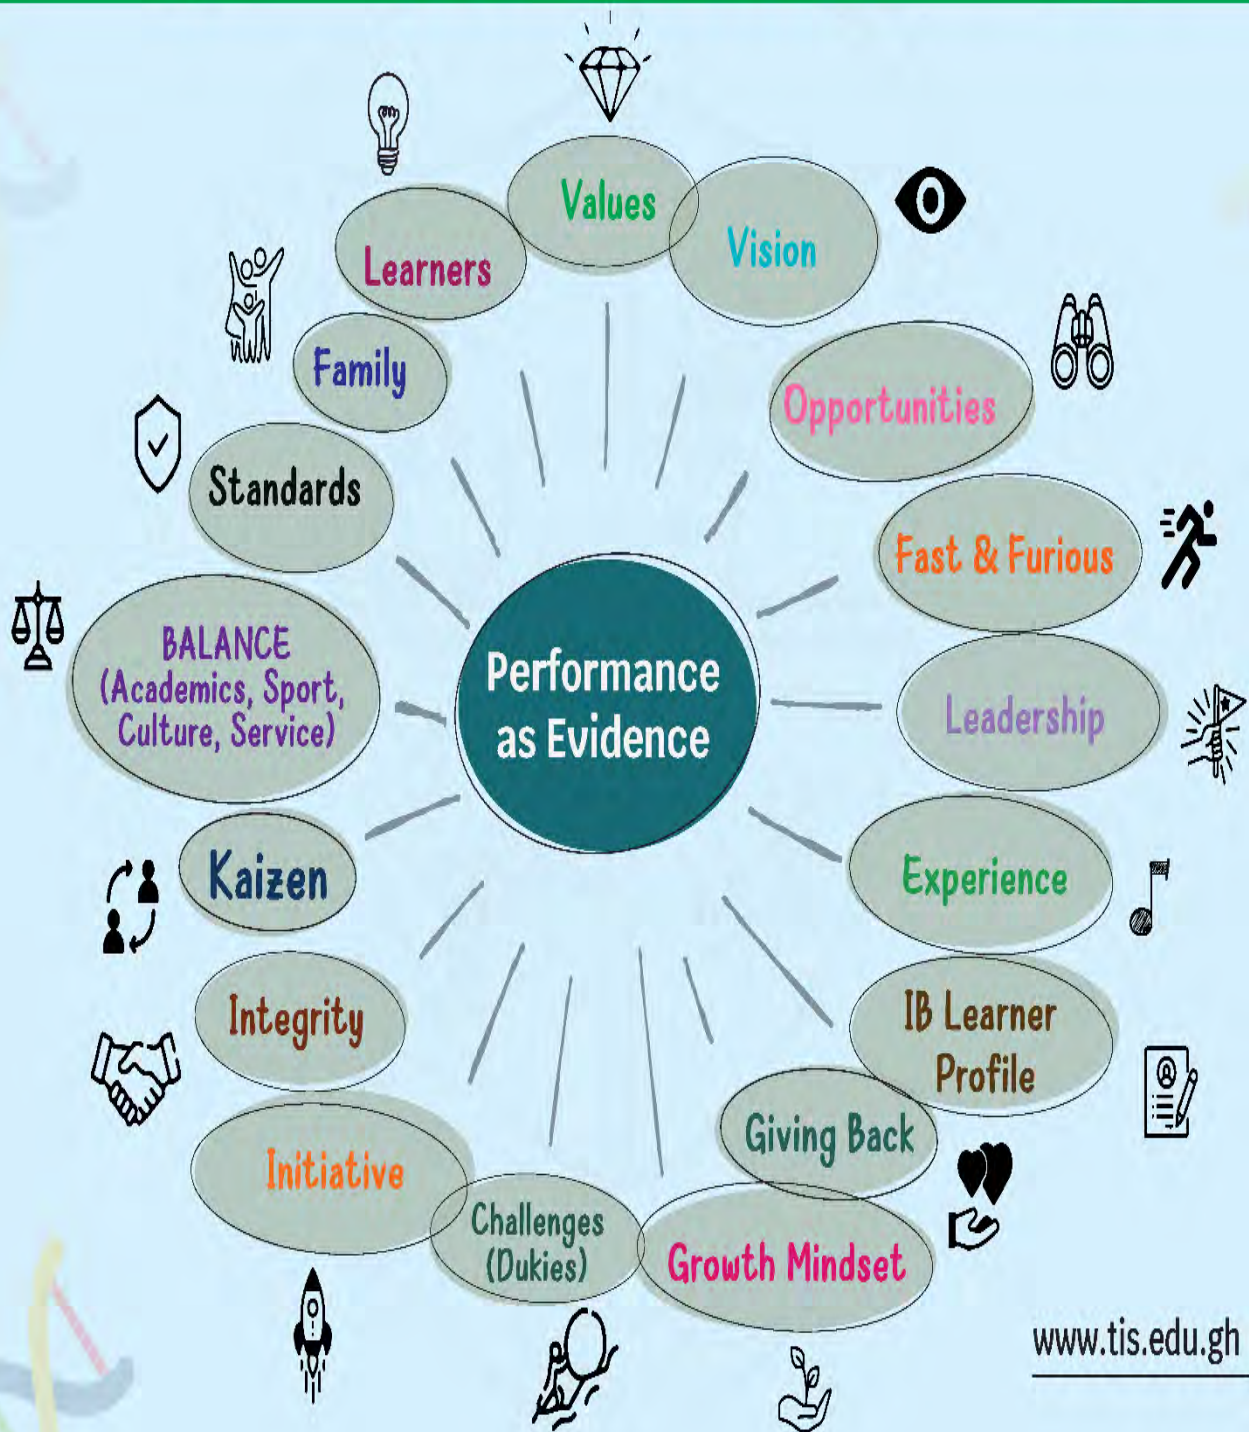 Values
Vision
Learners
Family
Opportunities
Standards
Fast & Furious
BALANCE
(Academics, Sport,
Culture, Service)
Performance
as Evidence
Leadership
Kaizen
Experience
Integrity
IB Learner
Profile
Giving Back
Initiative
Challenges
(Dukies)
Growth Mindset
www.tis.edu.gh